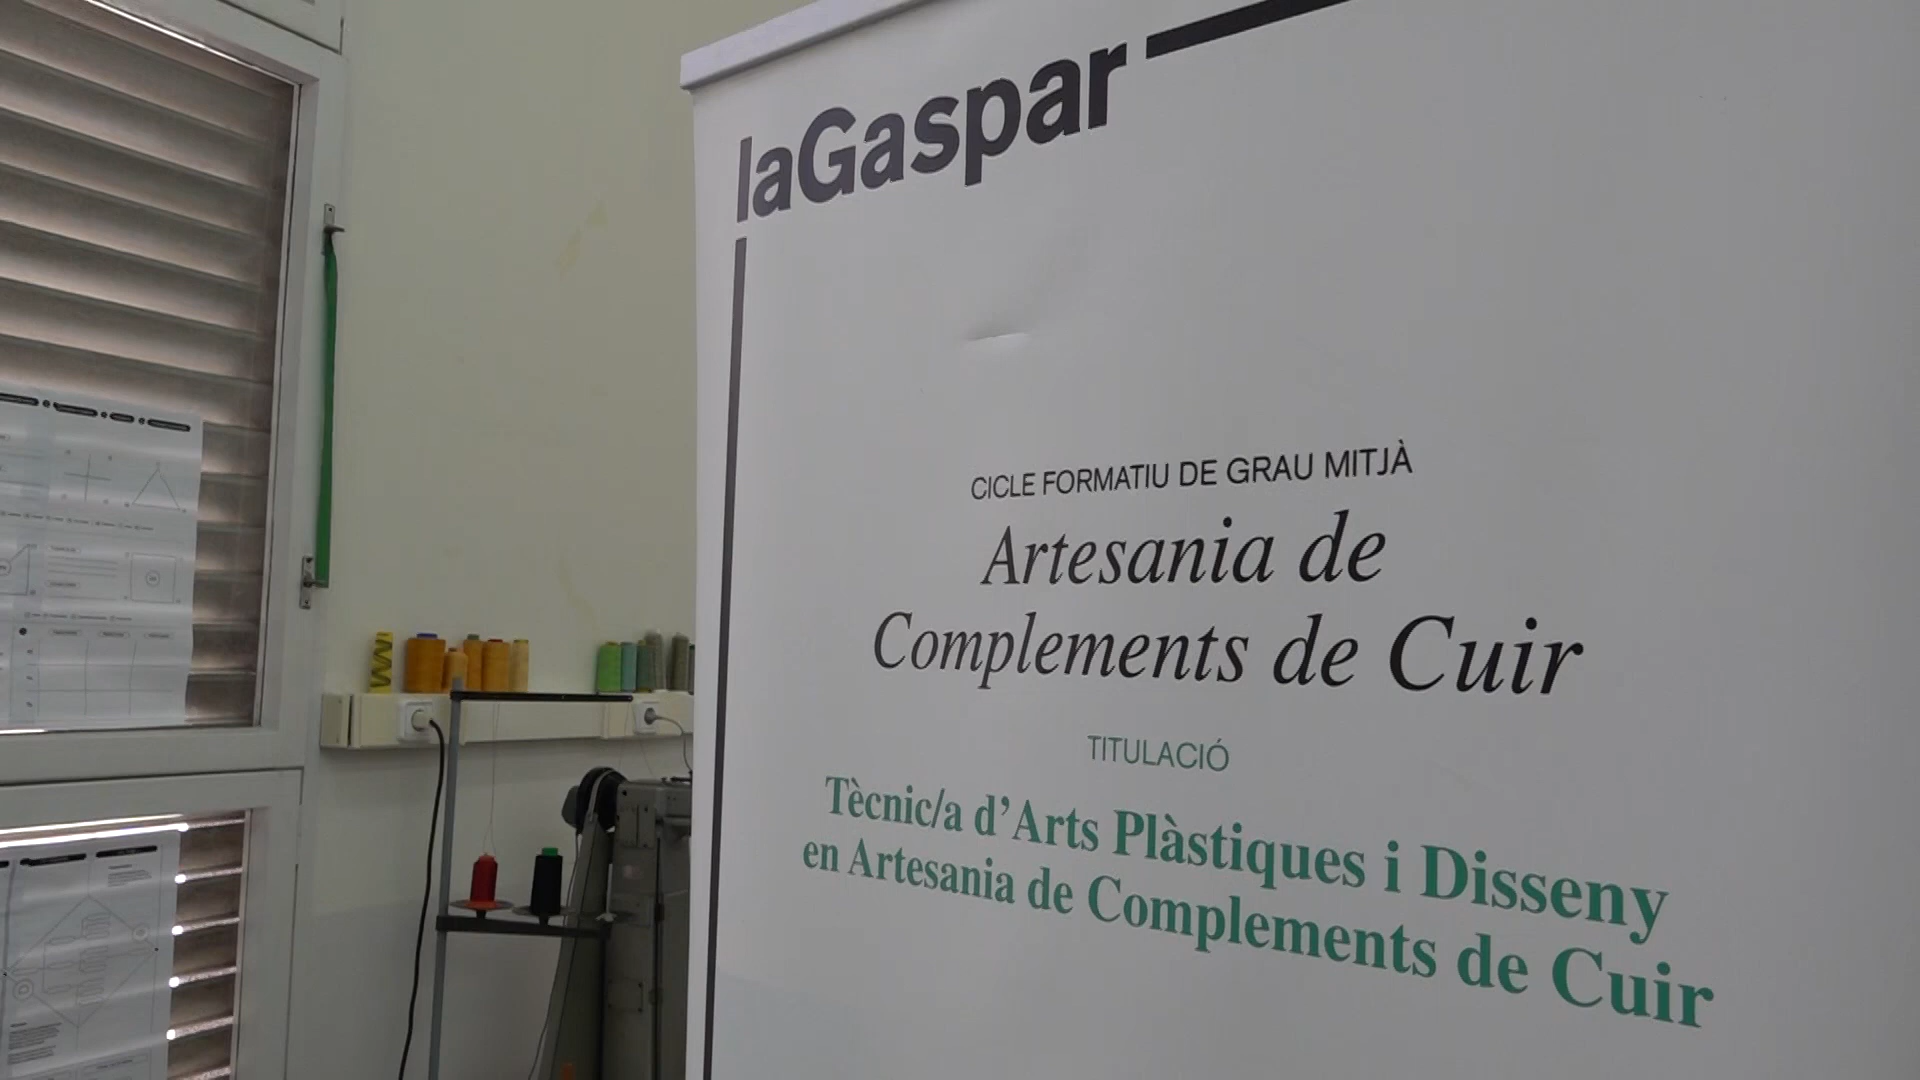 laGaspar
CICLE FORMATIU DE GRAU MITJÀ
Artesania de
Complements de Cuir
TITULACIÓ
Tècnic/a d'Arts Plàstiques i Disseny
en Artesania de Complements de Cuir